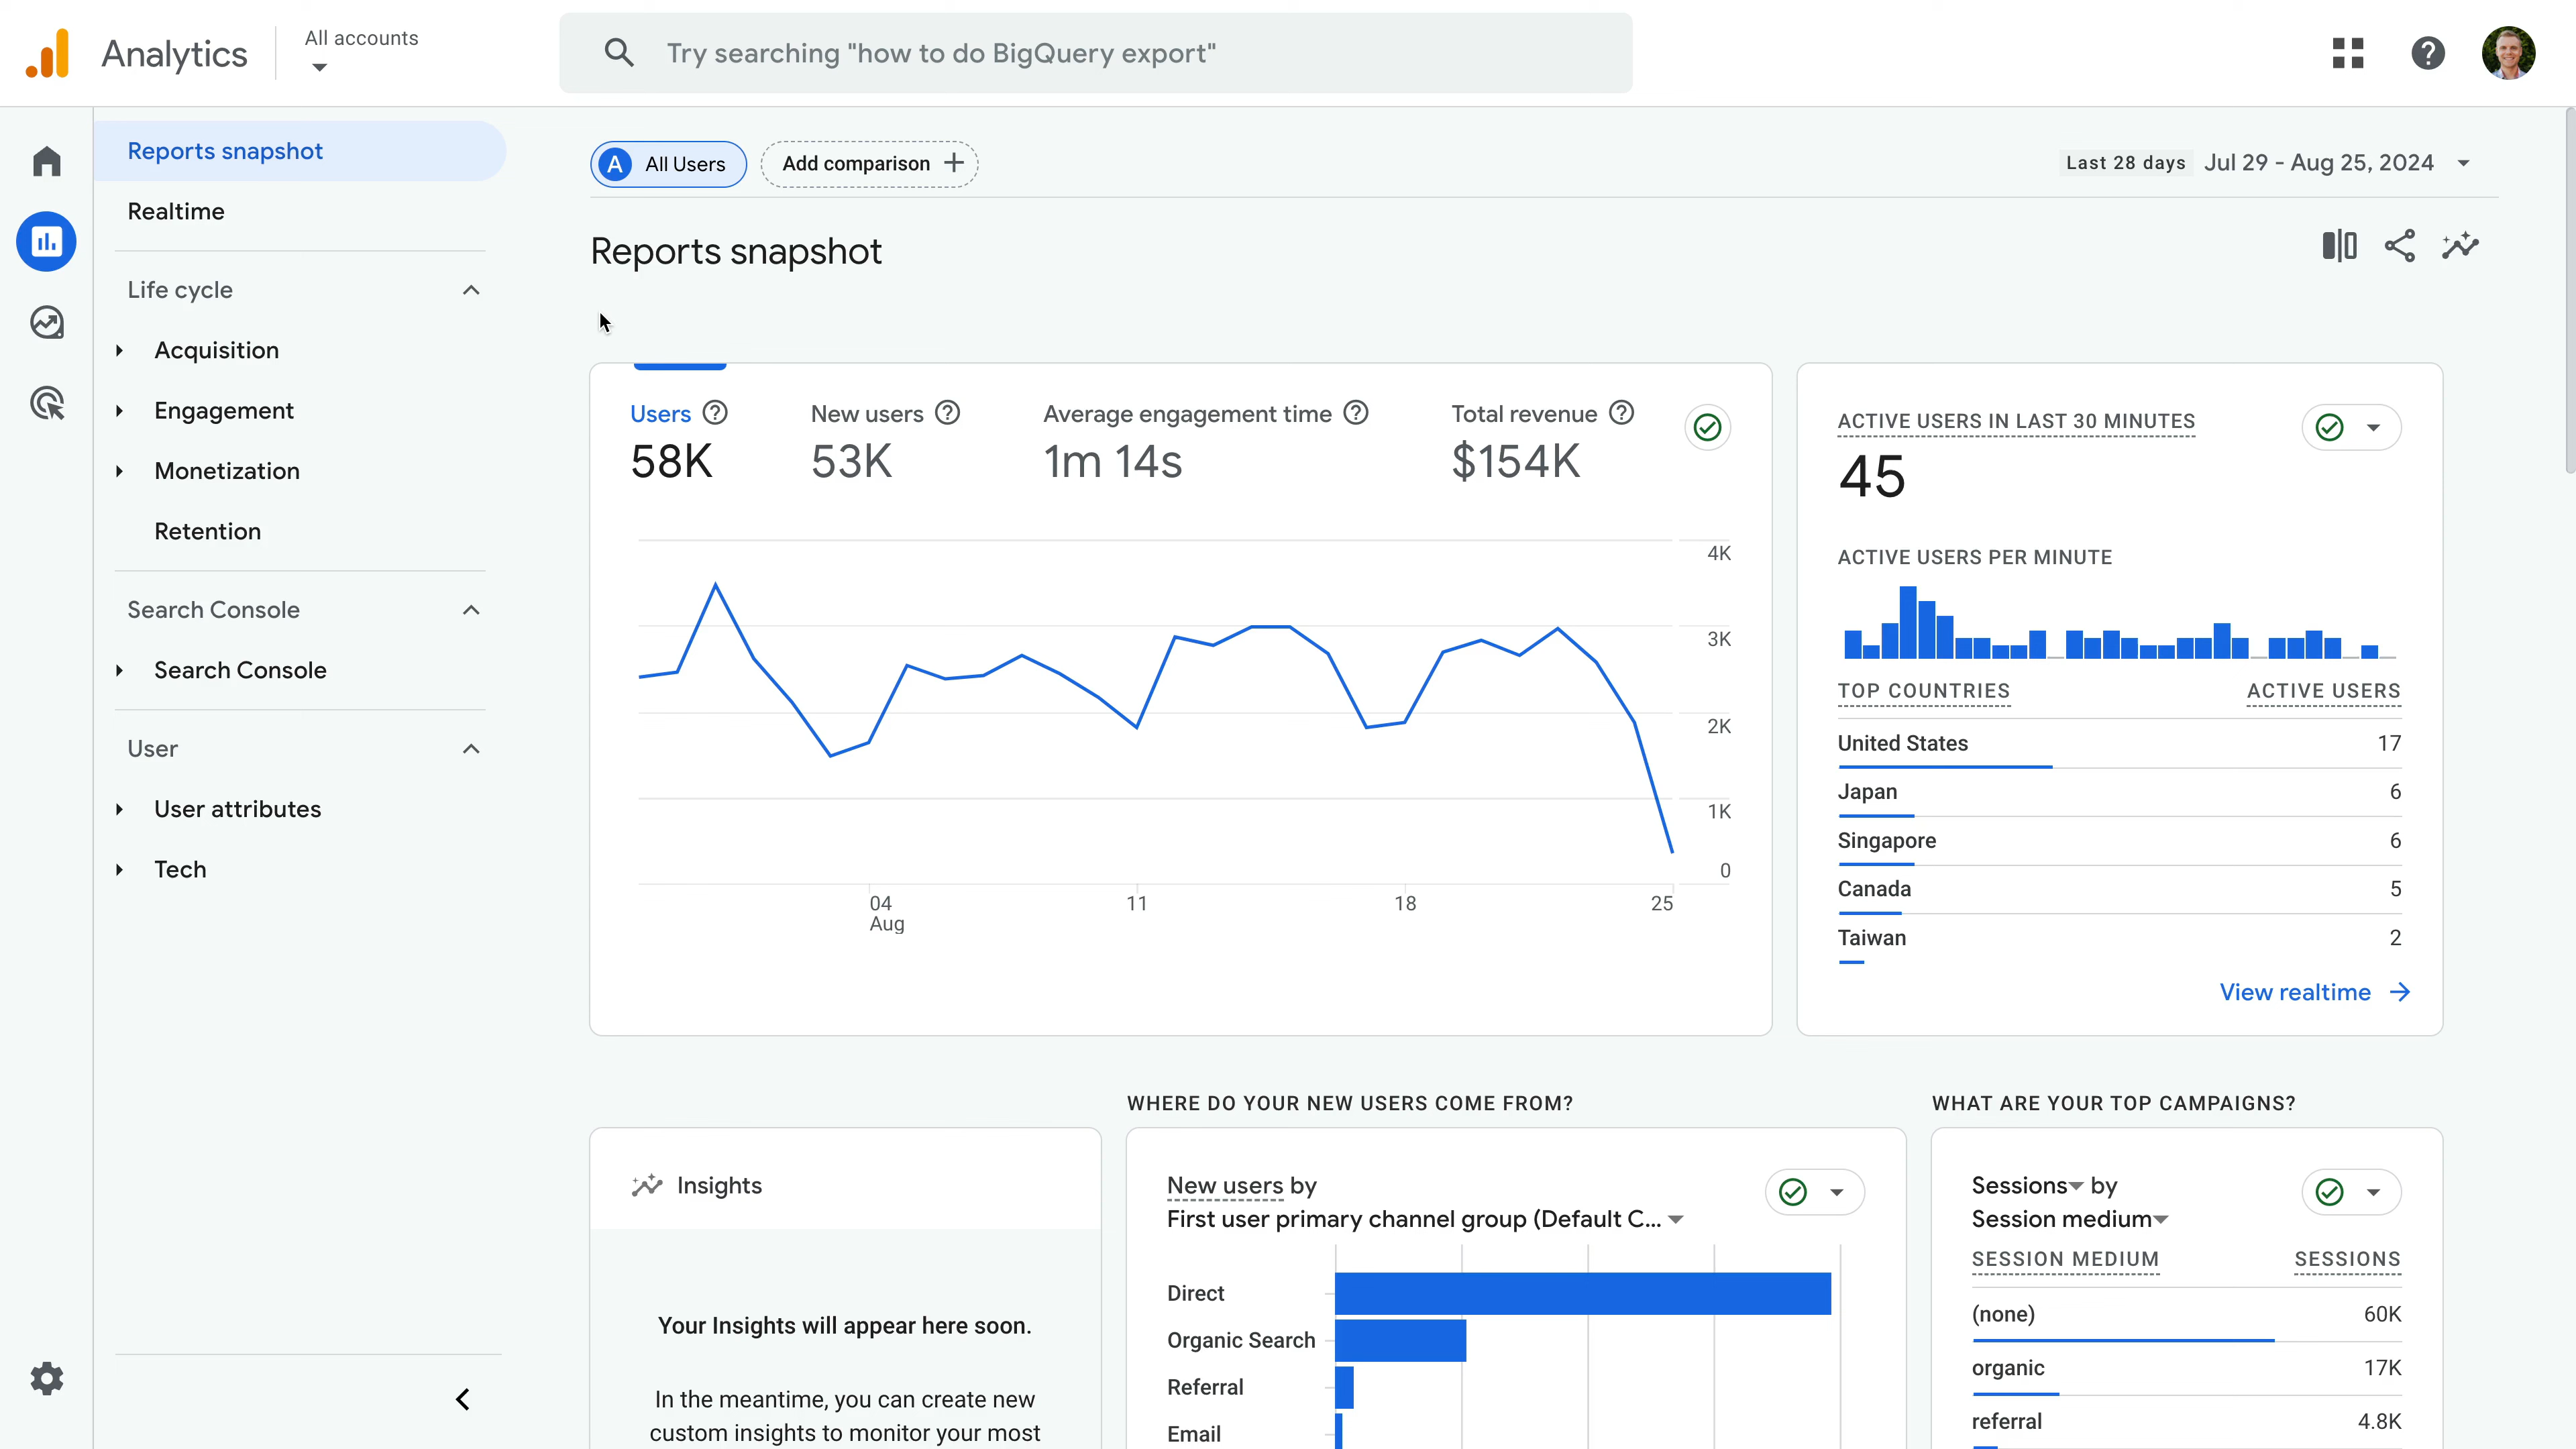 Analytics
All accounts
Try searching "how to do BigQuery export"
Reports snapshot
Realtime
Life cycle
Acquisition
Engagement
Monetization
Retention
Search Console
Search Console
User
User attributes
Tech
A All Users
Add comparison
Last 28 days Jul 29 - Aug 25, 2024
Reports snapshot
Users
58K
New users
53K
Average engagement time
1m 14s
Total revenue
$154K
4K
3K
2K
1K
0
04
Aug
11
18
25
ACTIVE USERS IN LAST 30 MINUTES
45
ACTIVE USERS PER MINUTE
TOP COUNTRIES ACTIVE USERS
United States 17
Japan 6
Singapore 6
Canada 5
Taiwan 2
View realtime
Insights
Your Insights will appear here soon.
In the meantime, you can create new
custom insights to monitor your most
WHERE DO YOUR NEW USERS COME FROM?
New users by
First user primary channel group (Default C...
Direct
Organic Search
Referral
Email
WHAT ARE YOUR TOP CAMPAIGNS?
Sessions by
Session medium
SESSION MEDIUM SESSIONS
(none) 60K
organic 17K
referral 4.8K